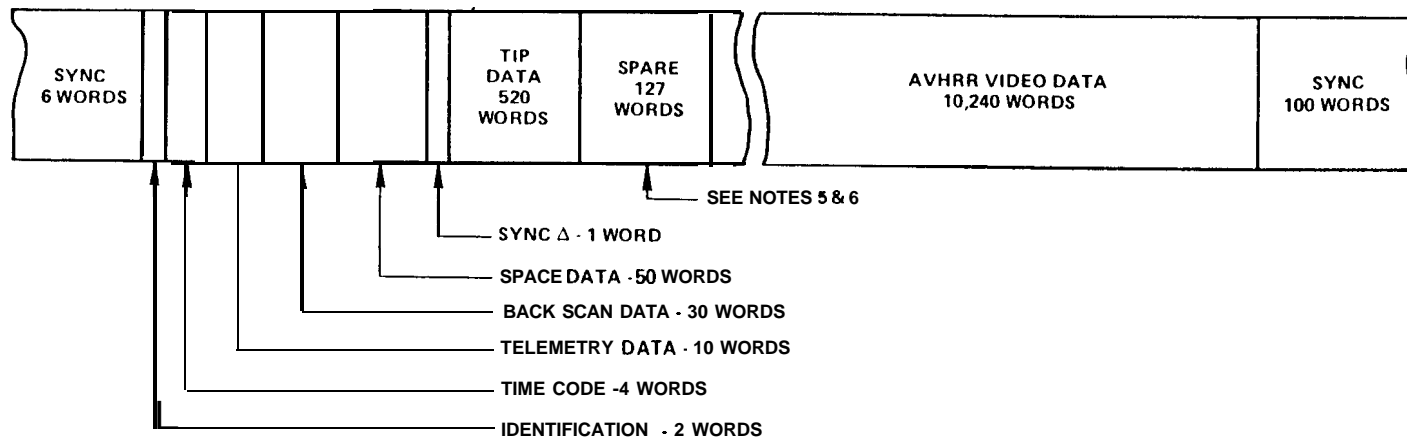 SYNC
6 WORDS
TIP
DATA
520
WORDS
SPARE
127
WORDS
AVHRR VIDEO DATA
10,240 WORDS
SYNC
100 WORDS
SEE NOTES 5 & 6
SYNC Δ - 1 WORD
SPACE DATA - 50 WORDS
BACK SCAN DATA - 30 WORDS
TELEMETRY DATA - 10 WORDS
TIME CODE -4 WORDS
IDENTIFICATION - 2 WORDS